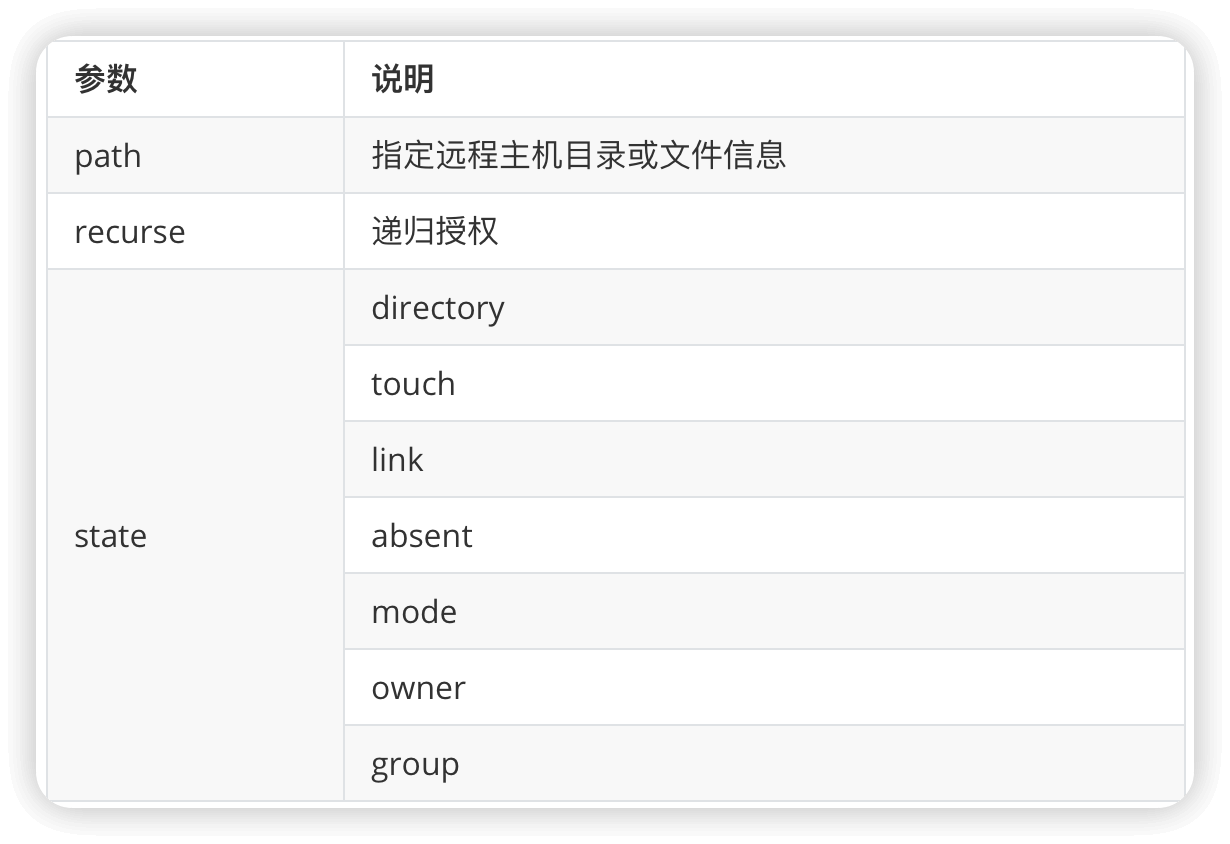 参数 说明
path 指定远程主机目录或文件信息
recurse 递归授权
directory
touch
link
state absent
mode
owner
group